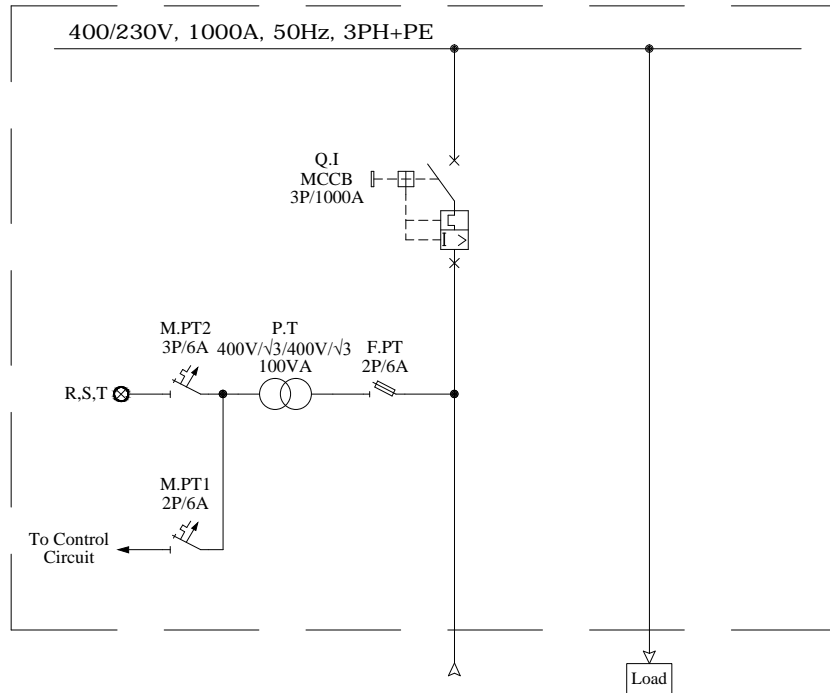 400/230V, 1000A, 50Hz, 3PH+PE
Q.I
MCCB
3P/1000A
I >
M.PT2
3P/6A
P.T
400V/√3/400V/√3
100VA
F.PT
2P/6A
R,S,T
M.PT1
2P/6A
To Control
Circuit
Load